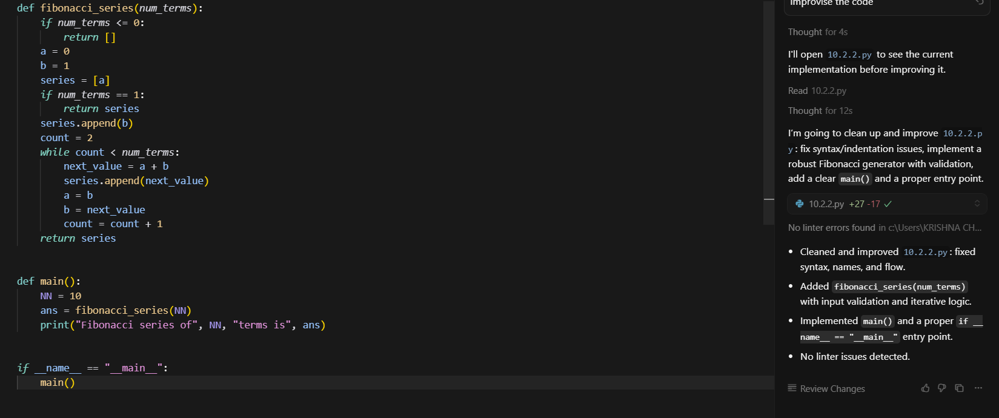 def fibonacci_series(num_terms):
    if num_terms <= 0:
        return []
    a = 0
    b = 1
    series = [a]
    if num_terms == 1:
        return series
    series.append(b)
    count = 2
    while count < num_terms:
        next_value = a + b
        series.append(next_value)
        a = b
        b = next_value
        count = count + 1
    return series
def main():
    NN = 10
    ans = fibonacci_series(NN)
    print("Fibonacci series of", NN, "terms is", ans)
if __name__ == "__main__":
    main()
Improvise the code
Thought for 4s
I'll open 10.2.2.py to see the current
implementation before improving it.
Read 10.2.2.py
Thought for 12s
I'm going to clean up and improve 10.2.2.p
y: fix syntax/indentation issues, implement a
robust Fibonacci generator with validation,
add a clear main() and a proper entry point.
10.2.2.py +27 -17
No linter errors found in c:\Users\KRISHNA CH...
• Cleaned and improved 10.2.2.py: fixed
syntax, names, and flow.
• Added fibonacci_series(num_terms)
with input validation and iterative logic.
• Implemented main() and a proper if __
name__ == "__main__" entry point.
• No linter issues detected.
Review Changes